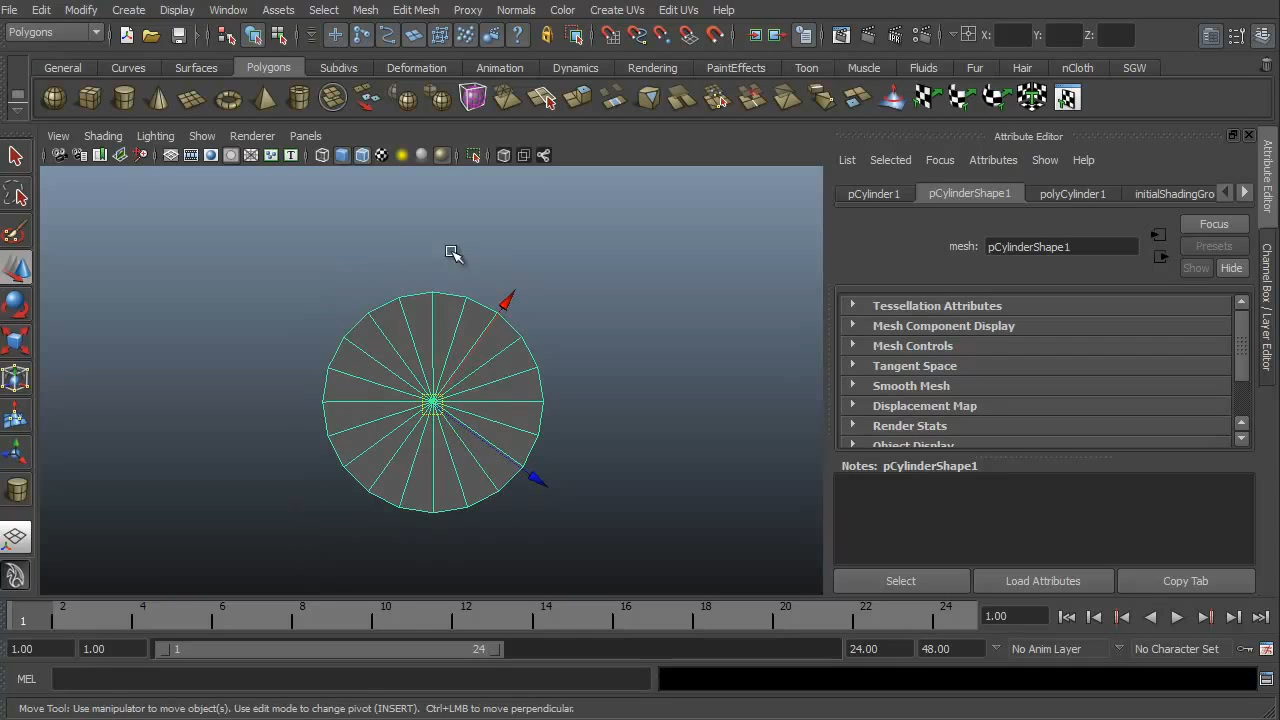 File Edit Modify Create Display Window Assets Select Mesh Edit Mesh Proxy Normals Color Create UVs Edit UVs Help
Polygons X: Y: Z:
General Curves Surfaces Polygons Subdivs Deformation Animation Dynamics Rendering PaintEffects Toon Muscle Fluids Fur Hair nCloth SGW
View Shading Lighting Show Renderer Panels
Attribute Editor
List Selected Focus Attributes Show Help
pCylinder1 pCylinderShape1 polyCylinder1 initialShadingGro
Focus
mesh: pCylinderShape1
Presets
Show Hide
Tessellation Attributes
Mesh Component Display
Mesh Controls
Tangent Space
Smooth Mesh
Displacement Map
Render Stats
Object Display
Notes: pCylinderShape1
Select Load Attributes Copy Tab
Attribute Editor
Channel Box / Layer Editor
1 2 4 6 8 10 12 14 16 18 20 22 24 1.00
1.00 1.00 1 24 24.00 48.00 No Anim Layer No Character Set
MEL
Move Tool: Use manipulator to move object(s). Use edit mode to change pivot (INSERT). Ctrl+LMB to move perpendicular.